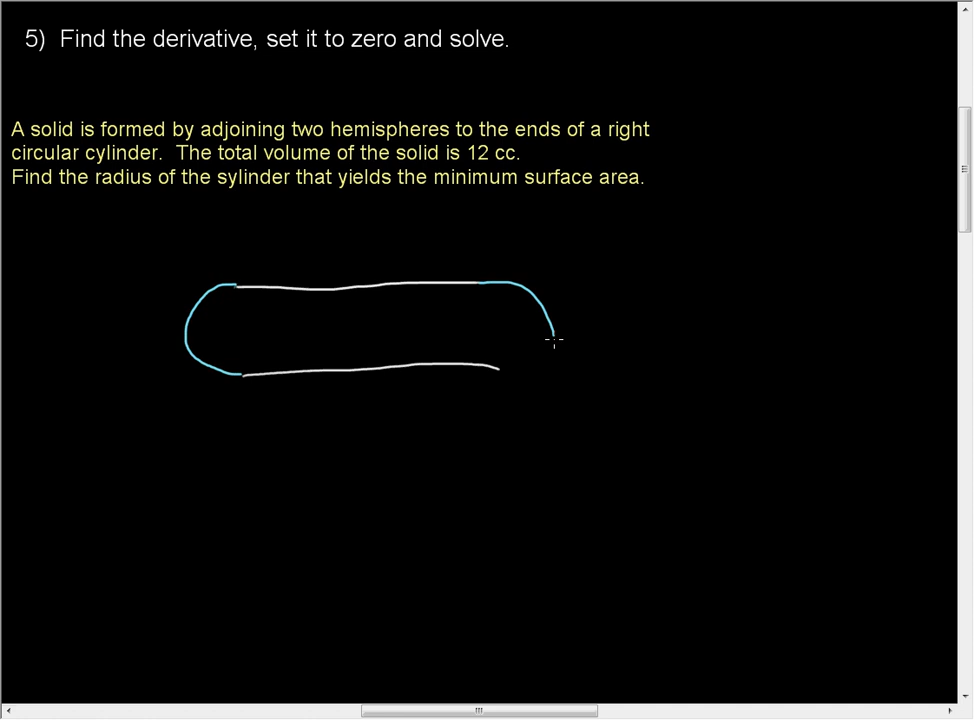 5) Find the derivative, set it to zero and solve.
A solid is formed by adjoining two hemispheres to the ends of a right
circular cylinder. The total volume of the solid is 12 cc.
Find the radius of the sylinder that yields the minimum surface area.